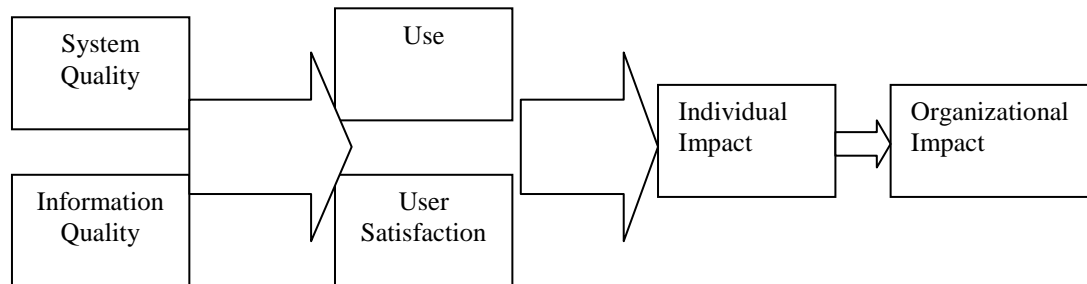 System
Quality
Use
Individual
Impact
Organizational
Impact
Information
Quality
User
Satisfaction